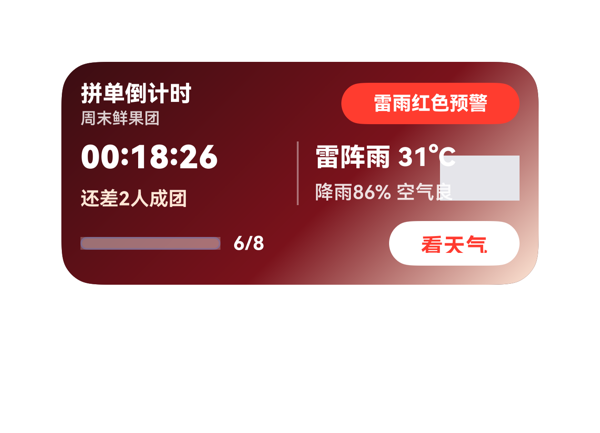 拼单倒计时
周末鲜果团
00:18:26
还差2人成团
6/8
雷雨红色预警
雷阵雨 31°C
降雨86% 空气良
看天气